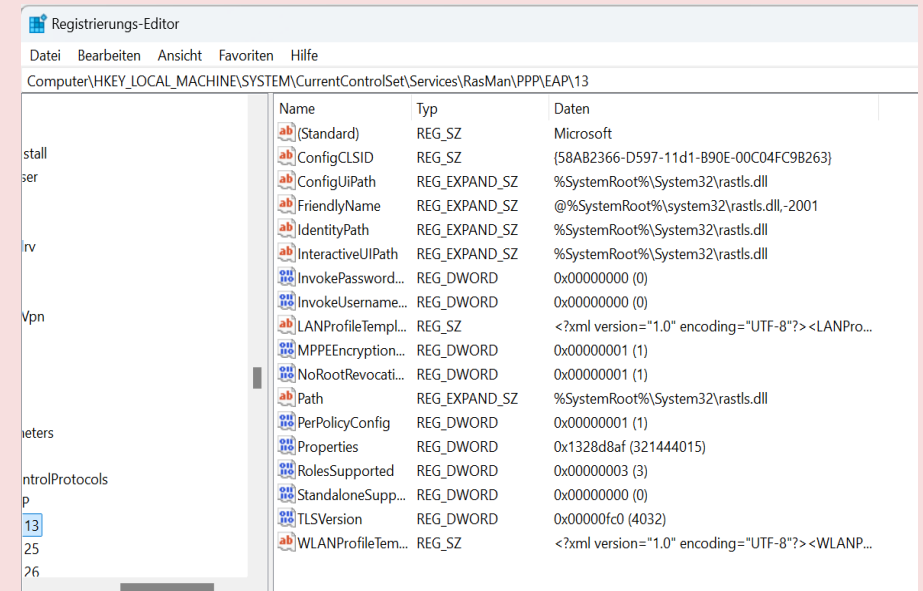 Registrierungs-Editor
Datei Bearbeiten Ansicht Favoriten Hilfe
Computer\HKEY_LOCAL_MACHINE\SYSTEM\CurrentControlSet\Services\RasMan\PPP\EAP\13
stall
ser
rv
Vpn
neters
ntrolProtocols
P
13
25
26
Name Typ Daten
(Standard) REG_SZ Microsoft
ConfigCLSID REG_SZ {58AB2366-D597-11d1-B90E-00C04FC9B263}
ConfigUiPath REG_EXPAND_SZ %SystemRoot%\System32\rastls.dll
FriendlyName REG_EXPAND_SZ @%SystemRoot%\system32\rastls.dll,-2001
IdentityPath REG_EXPAND_SZ %SystemRoot%\System32\rastls.dll
InteractiveUIPath REG_EXPAND_SZ %SystemRoot%\System32\rastls.dll
InvokePassword... REG_DWORD 0x00000000 (0)
InvokeUsername... REG_DWORD 0x00000000 (0)
LANProfileTempl... REG_SZ <?xml version="1.0" encoding="UTF-8"?><LANPro...
MPPEEncryption... REG_DWORD 0x00000001 (1)
NoRootRevocati... REG_DWORD 0x00000001 (1)
Path REG_EXPAND_SZ %SystemRoot%\System32\rastls.dll
PerPolicyConfig REG_DWORD 0x00000001 (1)
Properties REG_DWORD 0x1328d8af (321444015)
RolesSupported REG_DWORD 0x00000003 (3)
StandaloneSupp... REG_DWORD 0x00000000 (0)
TLSVersion REG_DWORD 0x00000fc0 (4032)
WLANProfileTem... REG_SZ <?xml version="1.0" encoding="UTF-8"?><WLANP...